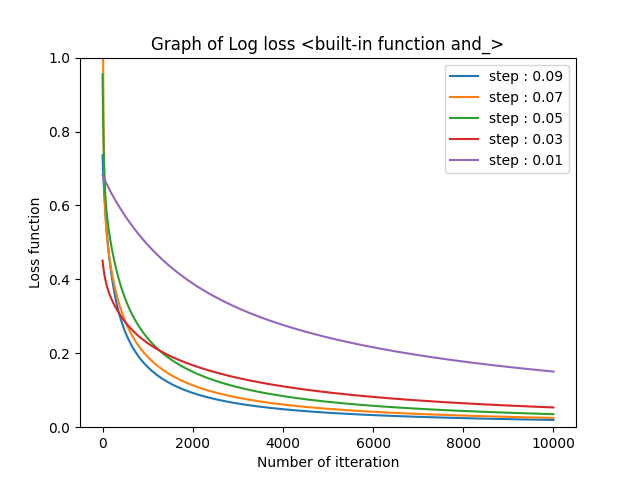 Graph of Log loss <built-in function and_>
1.0
0.8
0.6
0.4
0.2
0.0
Loss function
step : 0.09
step : 0.07
step : 0.05
step : 0.03
step : 0.01
0
2000
4000
6000
8000
10000
Number of itteration